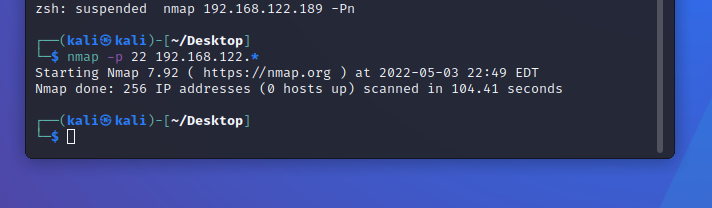 zsh: suspended  nmap 192.168.122.189 -Pn
┌──(kali㉿kali)-[~/Desktop]
└─$ nmap -p 22 192.168.122.*
Starting Nmap 7.92 ( https://nmap.org ) at 2022-05-03 22:49 EDT
Nmap done: 256 IP addresses (0 hosts up) scanned in 104.41 seconds
┌──(kali㉿kali)-[~/Desktop]
└─$